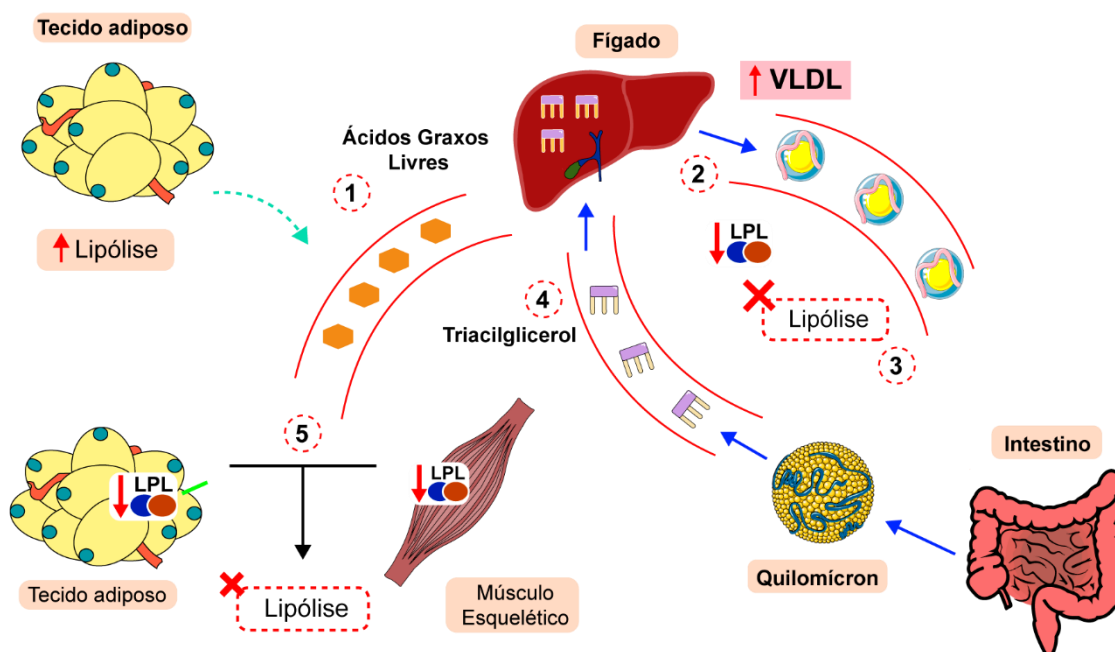 Tecido adiposo
Lipólise
Ácidos Graxos
Livres
1
Fígado
VLDL
2
LPL
Lipólise
3
4
Triacilglicerol
5
LPL
Tecido adiposo
Lipólise
LPL
Músculo
Esquelético
Quilomícron
Intestino